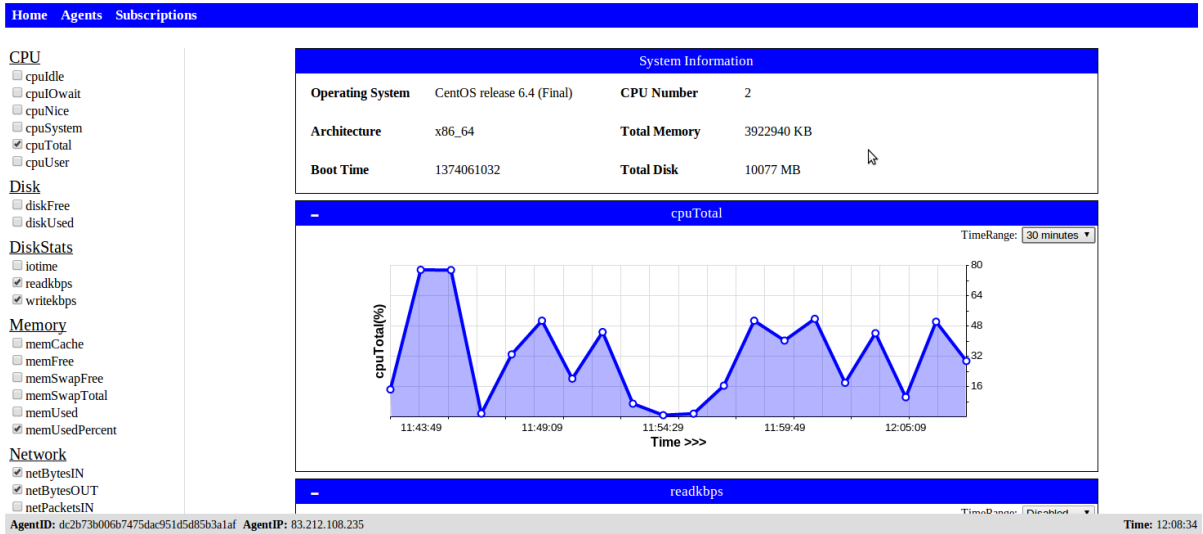 Home Agents Subscriptions
CPU
cpuIdle
cpuIOwait
cpuNice
cpuSystem
cpuTotal
cpuUser
Disk
diskFree
diskUsed
DiskStats
iotime
readkbps
writekbps
Memory
memCache
memFree
memSwapFree
memSwapTotal
memUsed
memUsedPercent
Network
netBytesIN
netBytesOUT
netPacketsIN
System Information
Operating System CentOS release 6.4 (Final) CPU Number 2
Architecture x86_64 Total Memory 3922940 KB
Boot Time 1374061032 Total Disk 10077 MB
cpuTotal
TimeRange: 30 minutes
cpuTotal(%)
80
64
48
32
16
11:43:49 11:49:09 11:54:29 11:59:49 12:05:09
Time >>>
readkbps
TimeRange: Disabled
AgentID: dc2b73b006b7475dac951d5d85b3a1af AgentIP: 83.212.108.235 Time: 12:08:34